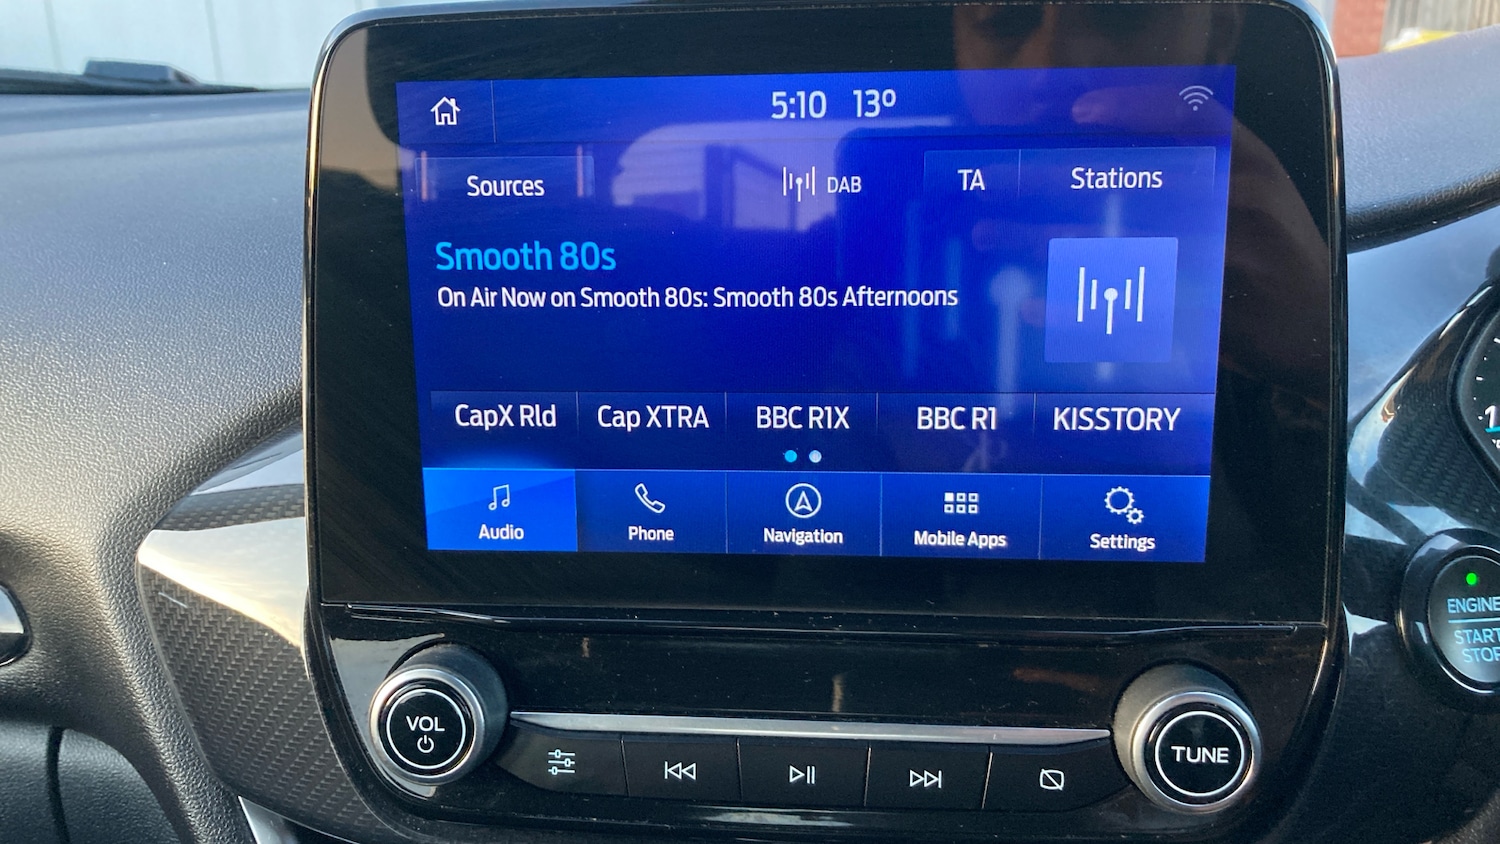 5:10 13°
Sources
DAB
TA
Stations
Smooth 80s
On Air Now on Smooth 80s: Smooth 80s Afternoons
CapX Rld
Cap XTRA
BBC R1X
BBC R1
KISSTORY
Audio
Phone
Navigation
Mobile Apps
Settings
VOL
TUNE
ENGINE
START